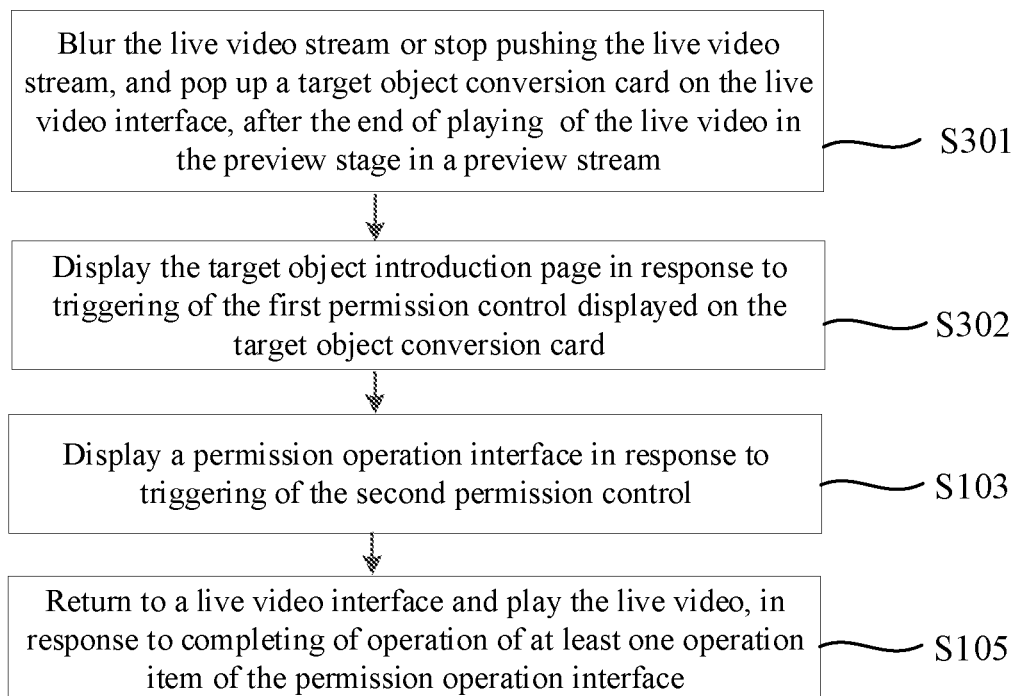 Blur the live video stream or stop pushing the live video
stream, and pop up a target object conversion card on the live
video interface, after the end of playing of the live video in
the preview stage in a preview stream
S301
Display the target object introduction page in response to
triggering of the first permission control displayed on the
target object conversion card
S302
Display a permission operation interface in response to
triggering of the second permission control
S103
Return to a live video interface and play the live video, in
response to completing of operation of at least one operation
item of the permission operation interface
S105